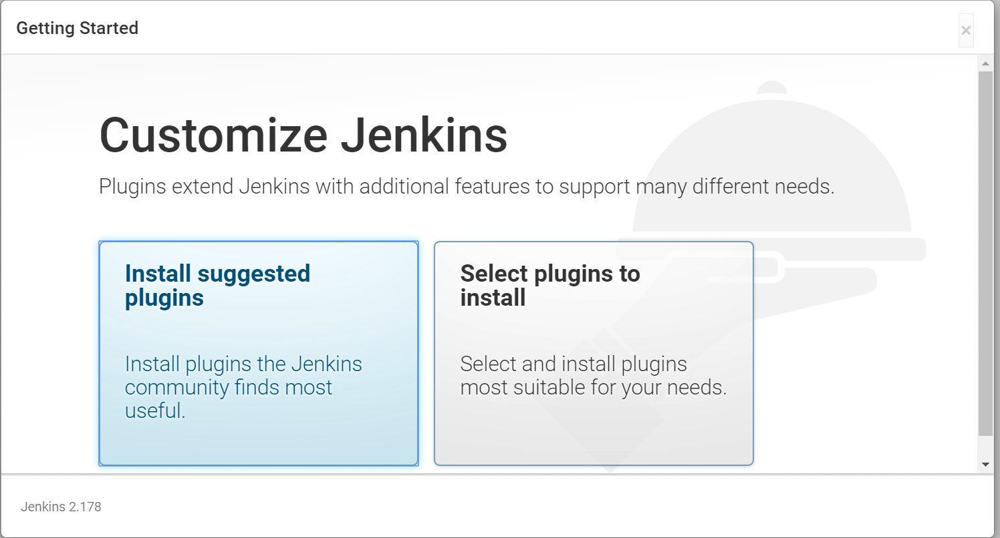 Getting Started
×
Customize Jenkins
Plugins extend Jenkins with additional features to support many different needs.
Install suggested
plugins
Install plugins the Jenkins
community finds most
useful.
Select plugins to
install
Select and install plugins
most suitable for your needs.
Jenkins 2.178